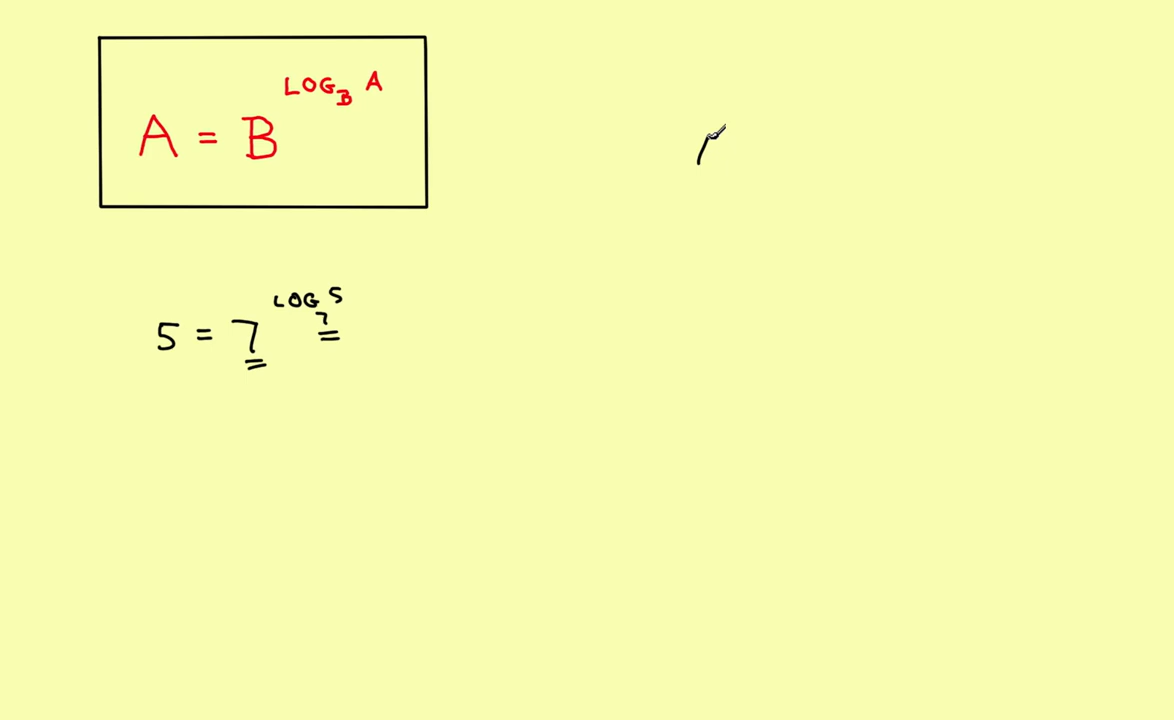 A = B^{LOG_B A}
5 = 7^{LOG_7 5}